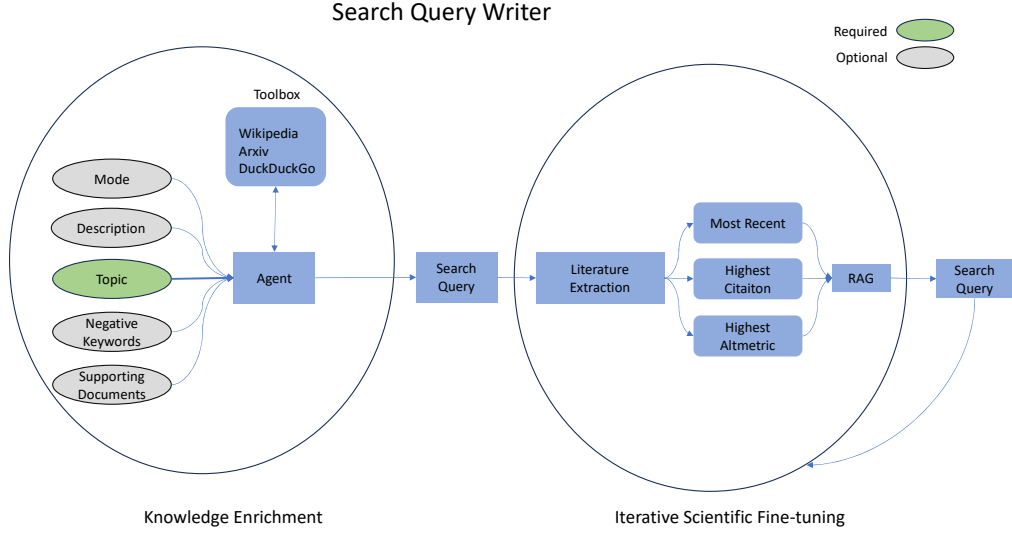 Search Query Writer
Required
Optional
Toolbox
Wikipedia
Arxiv
DuckDuckGo
Mode
Description
Topic
Negative
Keywords
Supporting
Documents
Agent
Search
Query
Literature
Extraction
Most Recent
Highest
Citaiton
Highest
Altmetric
RAG
Search
Query
Knowledge Enrichment
Iterative Scientific Fine-tuning